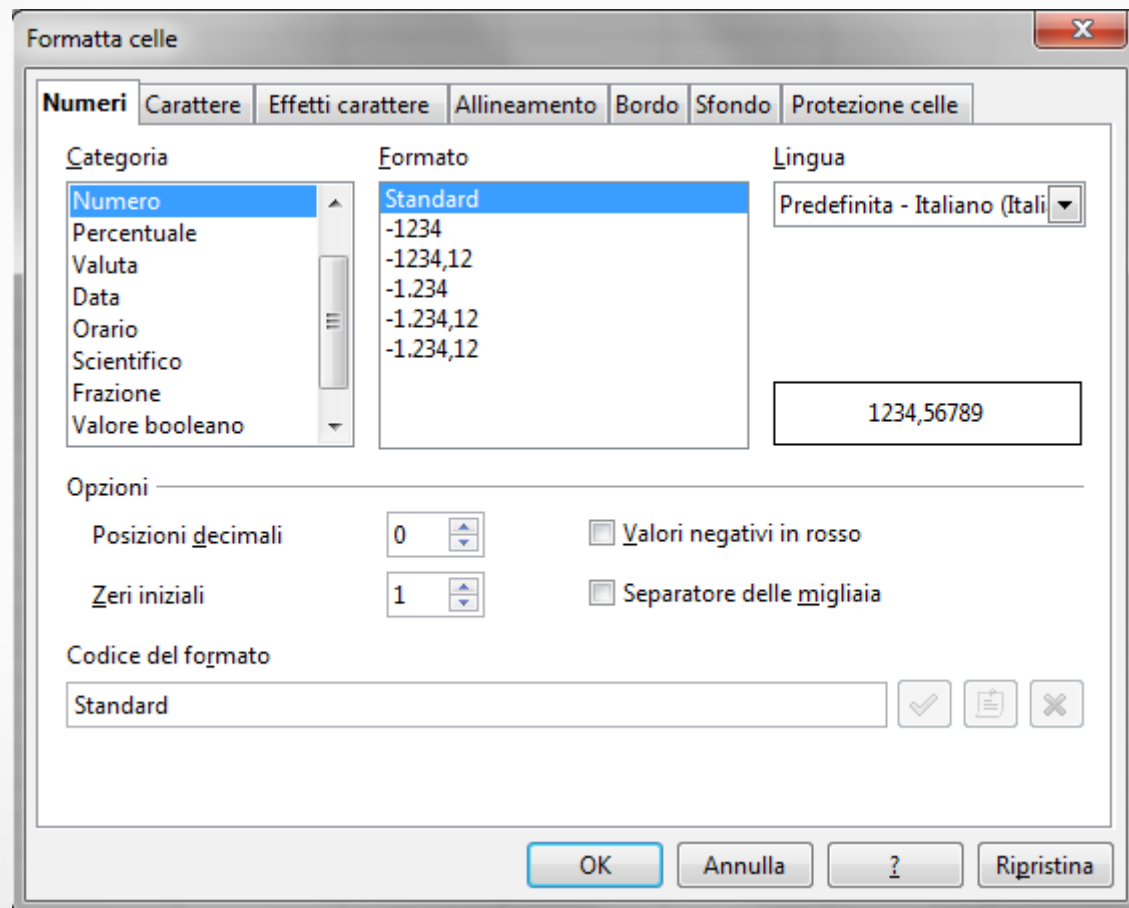 Formatta celle
Numeri Carattere Effetti carattere Allineamento Bordo Sfondo Protezione celle
Categoria
Numero
Percentuale
Valuta
Data
Orario
Scientifico
Frazione
Valore booleano
Formato
Standard
-1234
-1234,12
-1.234
-1.234,12
-1.234,12
Lingua
Predefinita - Italiano (Itali
1234,56789
Opzioni
Posizioni decimali 0
Valori negativi in rosso
Zeri iniziali 1
Separatore delle migliaia
Codice del formato
Standard
OK Annulla ? Ripristina